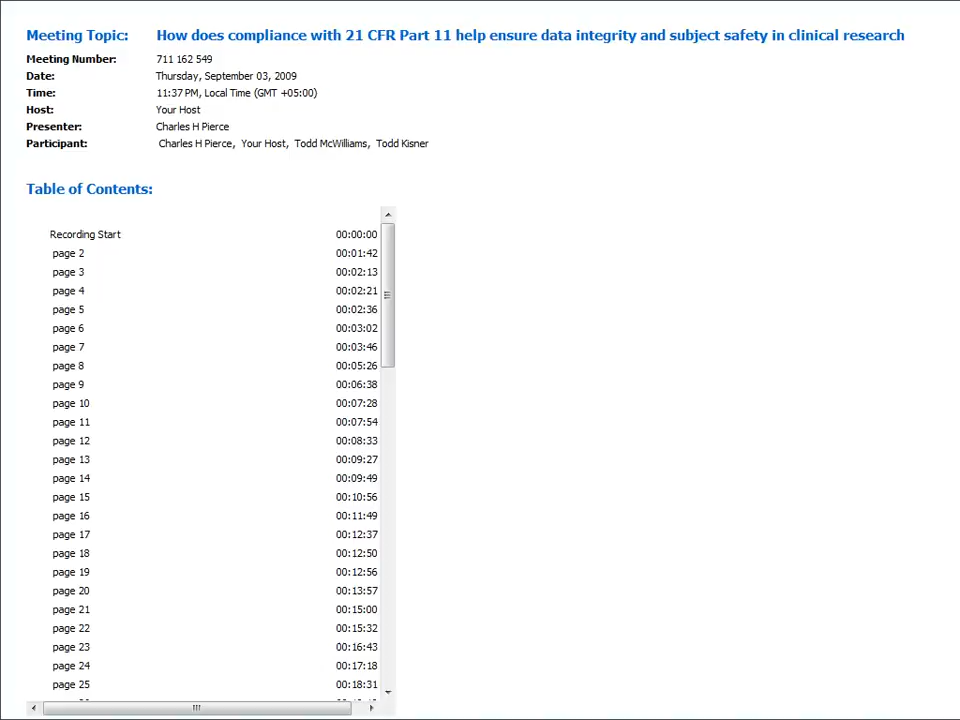 Meeting Topic: How does compliance with 21 CFR Part 11 help ensure data integrity and subject safety in clinical research
Meeting Number: 711 162 549
Date: Thursday, September 03, 2009
Time: 11:37 PM, Local Time (GMT +05:00)
Host: Your Host
Presenter: Charles H Pierce
Participant: Charles H Pierce, Your Host, Todd McWilliams, Todd Kisner
Table of Contents:
Recording Start 00:00:00
page 2 00:01:42
page 3 00:02:13
page 4 00:02:21
page 5 00:02:36
page 6 00:03:02
page 7 00:03:46
page 8 00:05:26
page 9 00:06:38
page 10 00:07:28
page 11 00:07:54
page 12 00:08:33
page 13 00:09:27
page 14 00:09:49
page 15 00:10:56
page 16 00:11:49
page 17 00:12:37
page 18 00:12:50
page 19 00:12:56
page 20 00:13:57
page 21 00:15:00
page 22 00:15:32
page 23 00:16:43
page 24 00:17:18
page 25 00:18:31